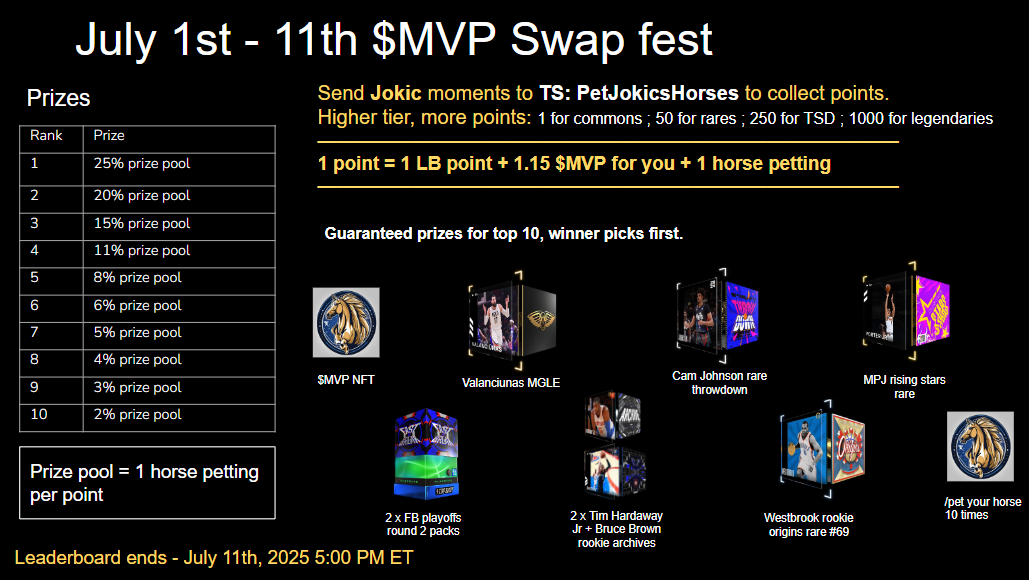 July 1st - 11th $MVP Swap fest
Prizes
Rank Prize
1 25% prize pool
2 20% prize pool
3 15% prize pool
4 11% prize pool
5 8% prize pool
6 6% prize pool
7 5% prize pool
8 4% prize pool
9 3% prize pool
10 2% prize pool
Prize pool = 1 horse petting
per point
Send Jokic moments to TS: PetJokicsHorses to collect points.
Higher tier, more points: 1 for commons ; 50 for rares ; 250 for TSD ; 1000 for legendaries
1 point = 1 LB point + 1.15 $MVP for you + 1 horse petting
Guaranteed prizes for top 10, winner picks first.
$MVP NFT
Valanciunas MGLE
Cam Johnson rare
throwdown
MPJ rising stars
rare
2 x FB playoffs
round 2 packs
2 x Tim Hardaway
Jr + Bruce Brown
rookie archives
Westbrook rookie
origins rare #69
/pet your horse
10 times
Leaderboard ends - July 11th, 2025 5:00 PM ET